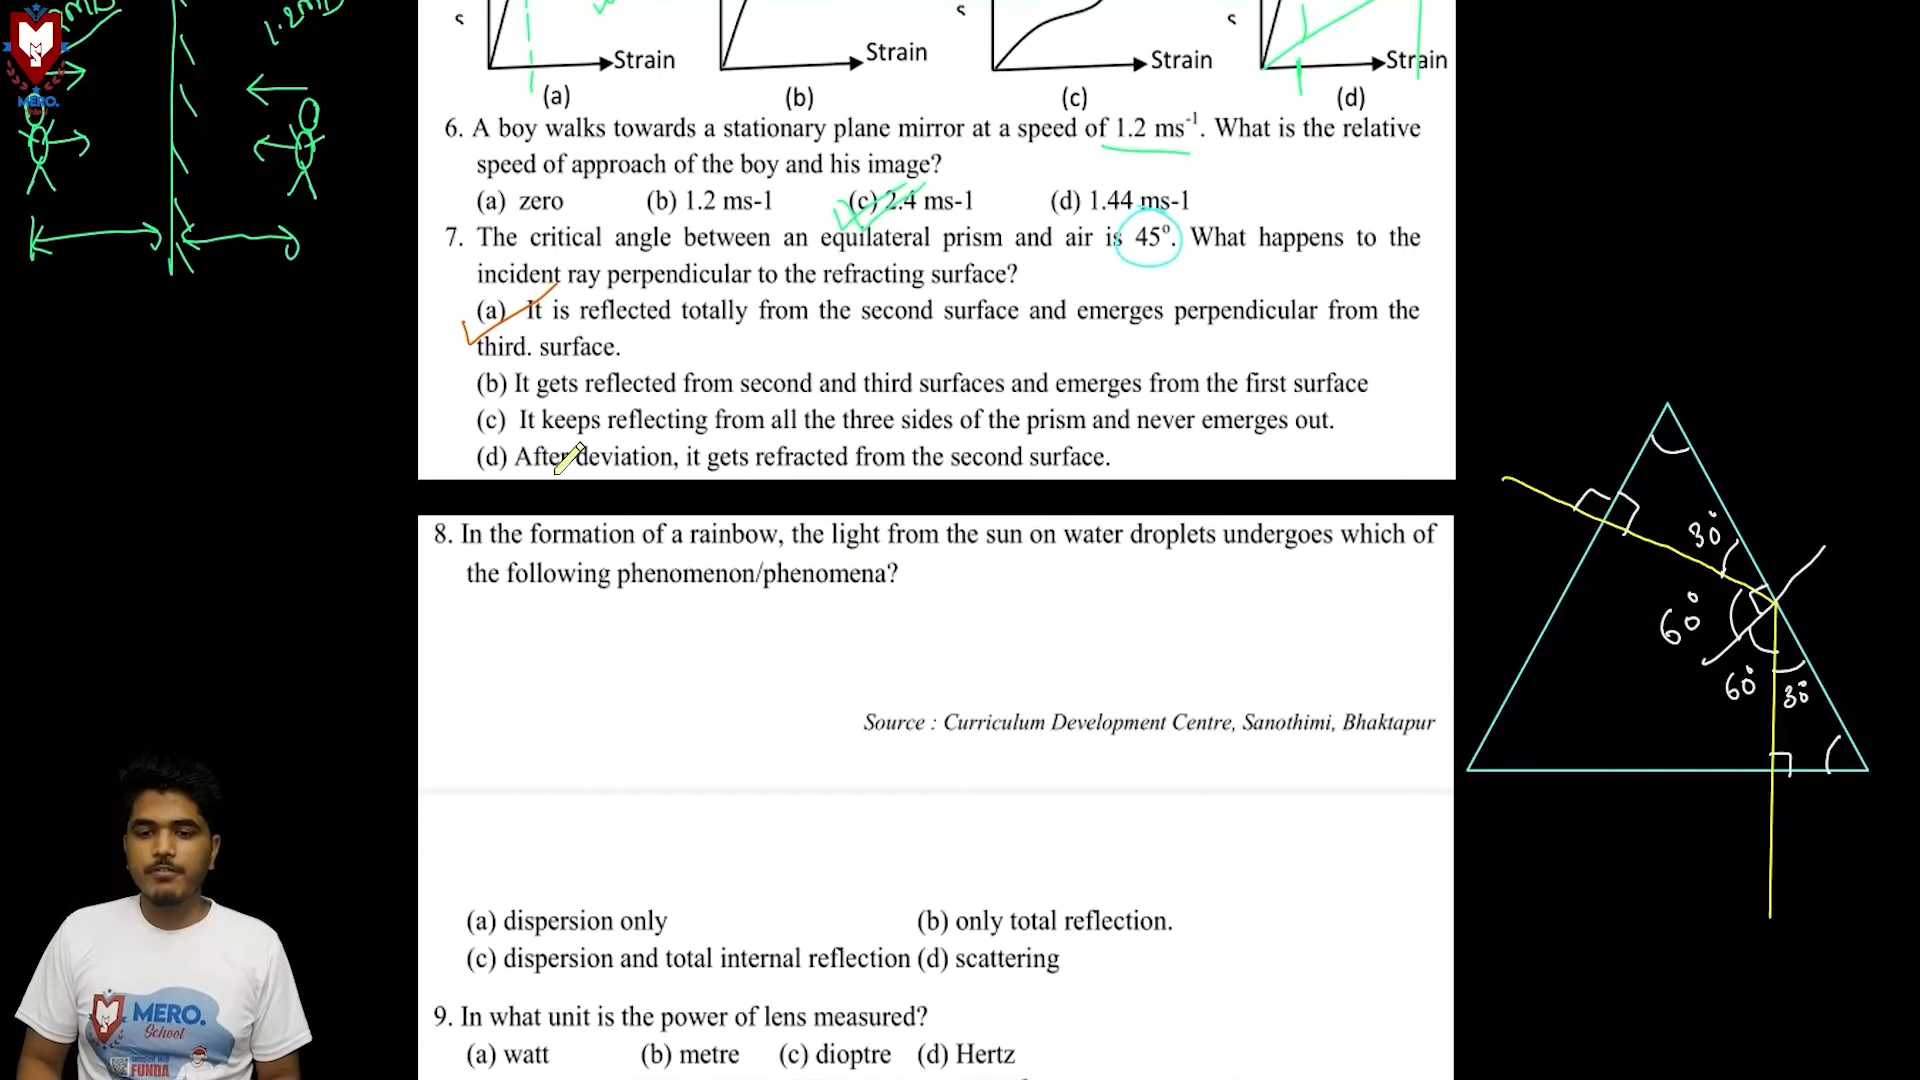 1.2
MERO.
S
Strain
S
Strain
S
Strain
Strain
(a)
(b)
(c)
(d)
6. A boy walks towards a stationary plane mirror at a speed of 1.2 ms-1. What is the relative
speed of approach of the boy and his image?
(a) zero (b) 1.2 ms-1 (c) 2.4 ms-1 (d) 1.44 ms-1
7. The critical angle between an equilateral prism and air is 45º. What happens to the
incident ray perpendicular to the refracting surface?
(a) It is reflected totally from the second surface and emerges perpendicular from the
third. surface.
(b) It gets reflected from second and third surfaces and emerges from the first surface
(c) It keeps reflecting from all the three sides of the prism and never emerges out.
(d) After deviation, it gets refracted from the second surface.
8. In the formation of a rainbow, the light from the sun on water droplets undergoes which of
the following phenomenon/phenomena?
Source : Curriculum Development Centre, Sanothimi, Bhaktapur
(a) dispersion only (b) only total reflection.
(c) dispersion and total internal reflection (d) scattering
9. In what unit is the power of lens measured?
(a) watt (b) metre (c) dioptre (d) Hertz
30°
60°
60°
30°
MERO.
School
FUNDA